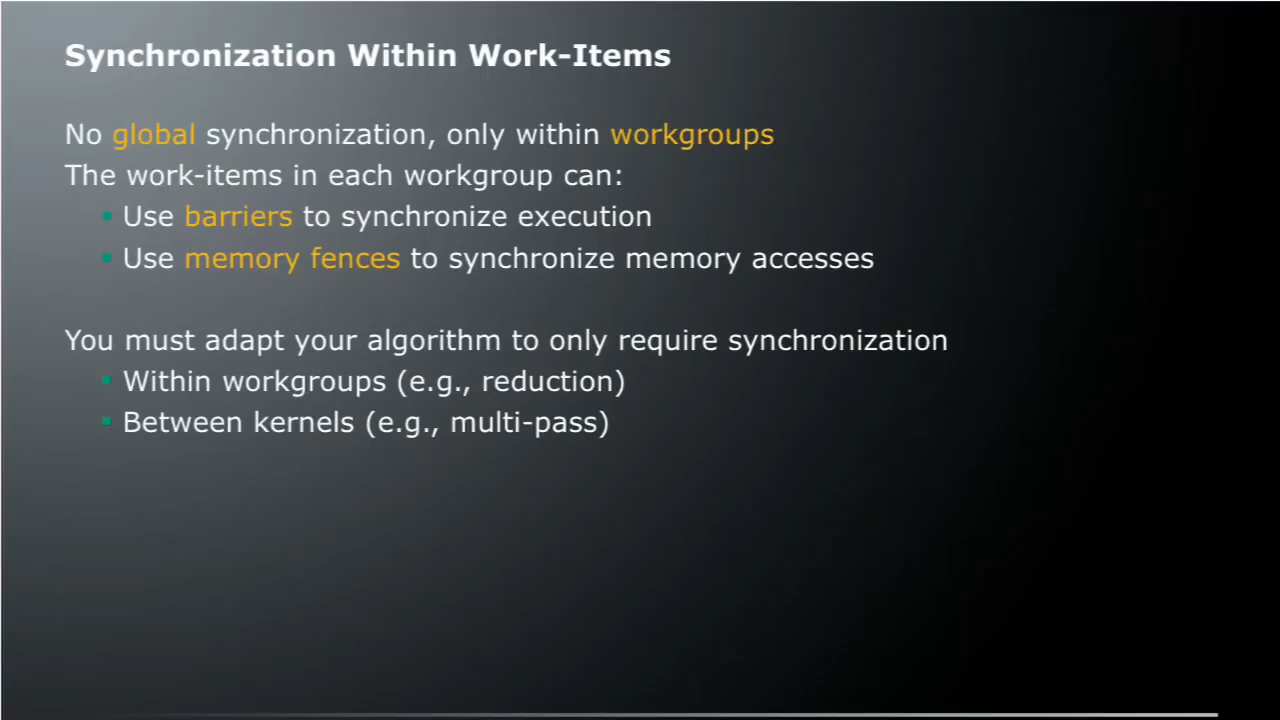 Synchronization Within Work-Items
No global synchronization, only within workgroups
The work-items in each workgroup can:
Use barriers to synchronize execution
Use memory fences to synchronize memory accesses
You must adapt your algorithm to only require synchronization
Within workgroups (e.g., reduction)
Between kernels (e.g., multi-pass)